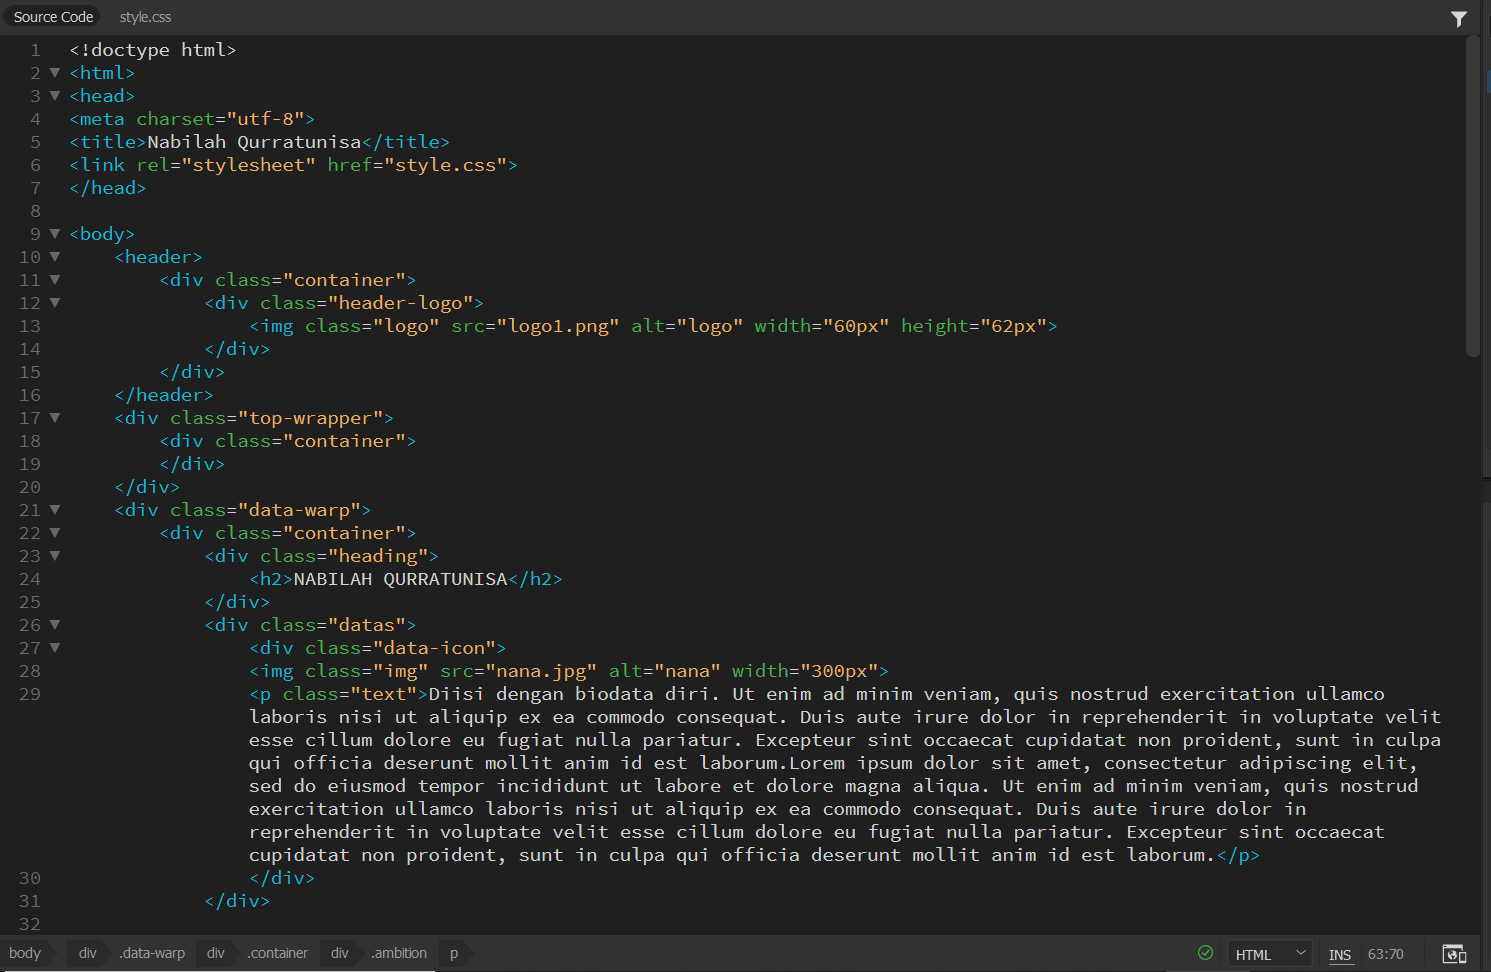 Source Code style.css
1 <!doctype html>
2 <html>
3 <head>
4 <meta charset="utf-8">
5 <title>Nabilah Qurratunisa</title>
6 <link rel="stylesheet" href="style.css">
7 </head>
8
9 <body>
10 <header>
11 <div class="container">
12 <div class="header-logo">
13 <img class="logo" src="logo1.png" alt="logo" width="60px" height="62px">
14 </div>
15 </div>
16 </header>
17 <div class="top-wrapper">
18 <div class="container">
19 </div>
20 </div>
21 <div class="data-warp">
22 <div class="container">
23 <div class="heading">
24 <h2>NABILAH QURRATUNISA</h2>
25 </div>
26 <div class="datas">
27 <div class="data-icon">
28 <img class="img" src="nana.jpg" alt="nana" width="300px">
29 <p class="text">Diisi dengan biodata diri. Ut enim ad minim veniam, quis nostrud exercitation ullamco
laboris nisi ut aliquip ex ea commodo consequat. Duis aute irure dolor in reprehenderit in voluptate velit
esse cillum dolore eu fugiat nulla pariatur. Excepteur sint occaecat cupidatat non proident, sunt in culpa
qui officia deserunt mollit anim id est laborum.Lorem ipsum dolor sit amet, consectetur adipiscing elit,
sed do eiusmod tempor incididunt ut labore et dolore magna aliqua. Ut enim ad minim veniam, quis nostrud
exercitation ullamco laboris nisi ut aliquip ex ea commodo consequat. Duis aute irure dolor in
reprehenderit in voluptate velit esse cillum dolore eu fugiat nulla pariatur. Excepteur sint occaecat
cupidatat non proident, sunt in culpa qui officia deserunt mollit anim id est laborum.</p>
30 </div>
31 </div>
32
body div .data-warp div .container div .ambition p HTML INS 63:70